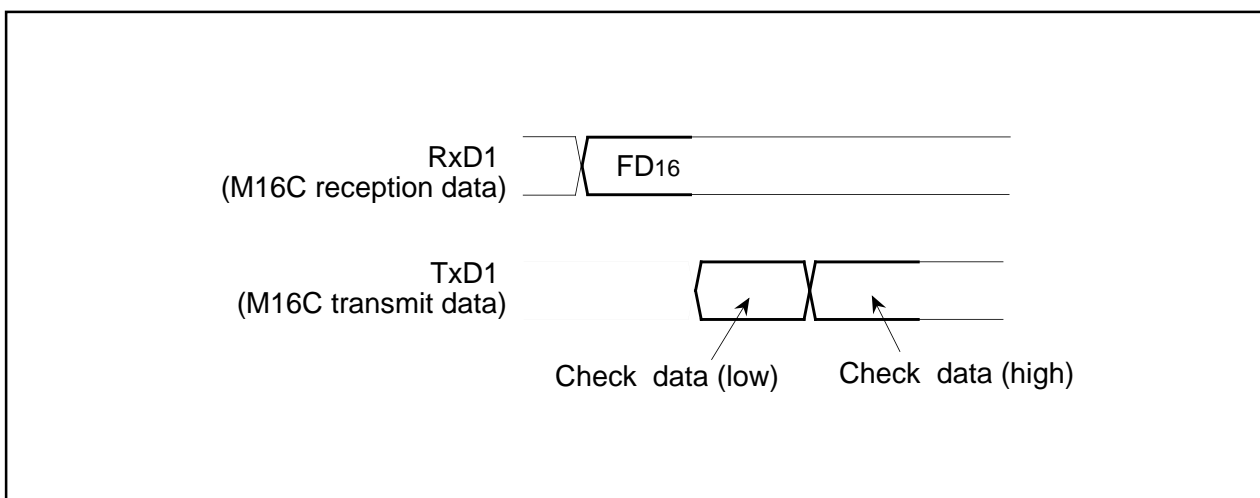 RxD1
(M16C reception data)
FD16
TxD1
(M16C transmit data)
Check data (low)
Check data (high)